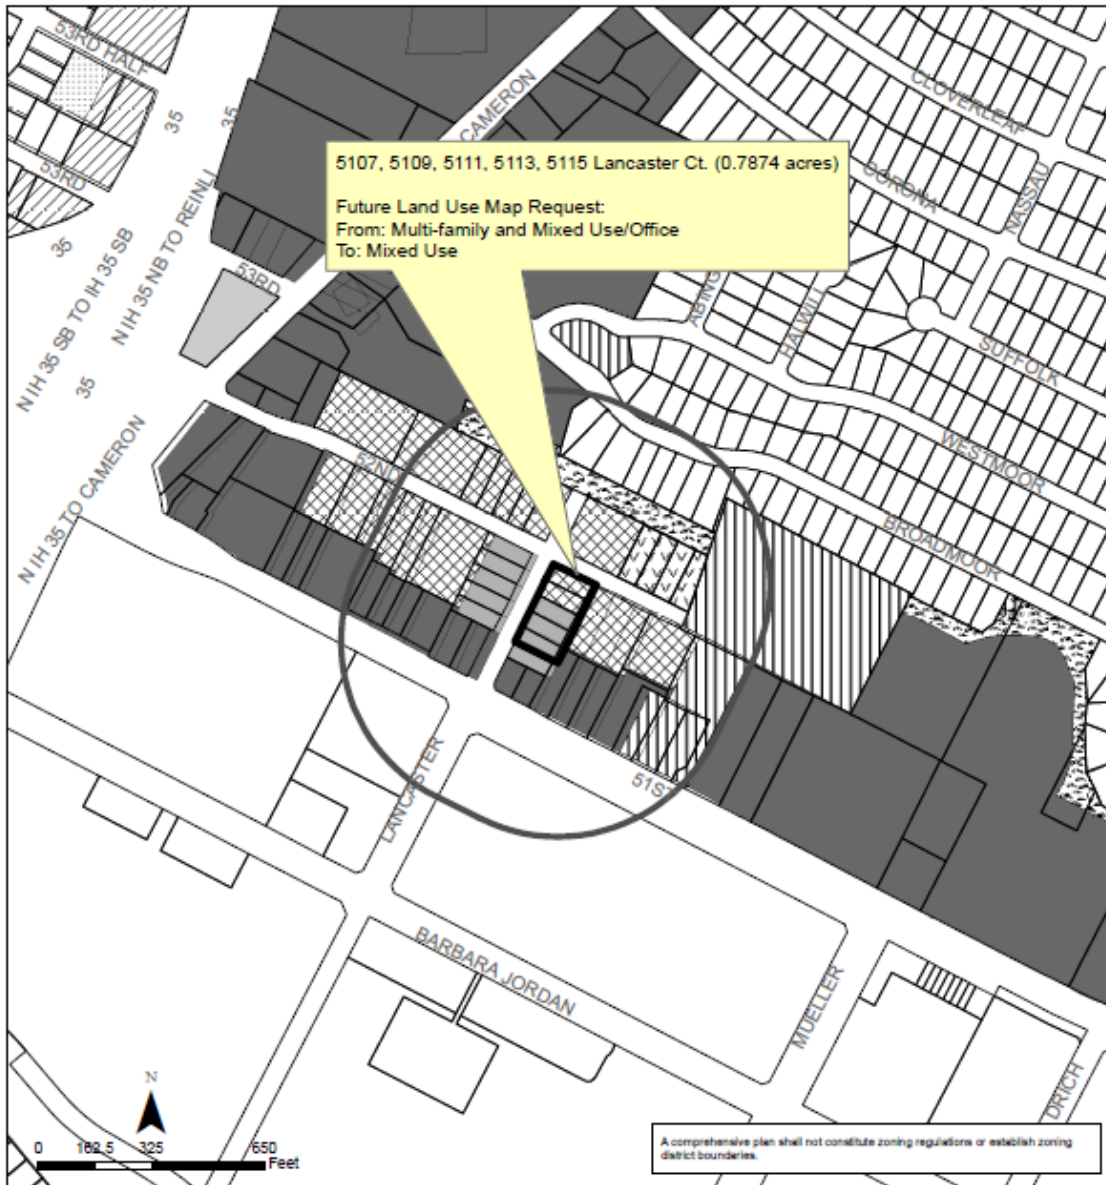 53RD HALF
35
35
CAMERON
CLOVERLEAF
5107, 5109, 5111, 5113, 5115 Lancaster Ct. (0.7874 acres)
Future Land Use Map Request:
From: Multi-family and Mixed Use/Office
To: Mixed Use
53RD
CORONA
NASSAU
35
N IH 35 SB TO IH 35 SB
N IH 35 NB TO REINLI
53RD
ABING
HALWILL
35
SUFFOLK
N IH 35 TO CAMERON
52ND
WESTMOOR
BROADMOOR
51ST
LANCASTER
BARBARA JORDAN
MUELLER
DRICH
N
0 162.5 325 650
Feet
A comprehensive plan shall not constitute zoning regulations or establish zoning
district boundaries.